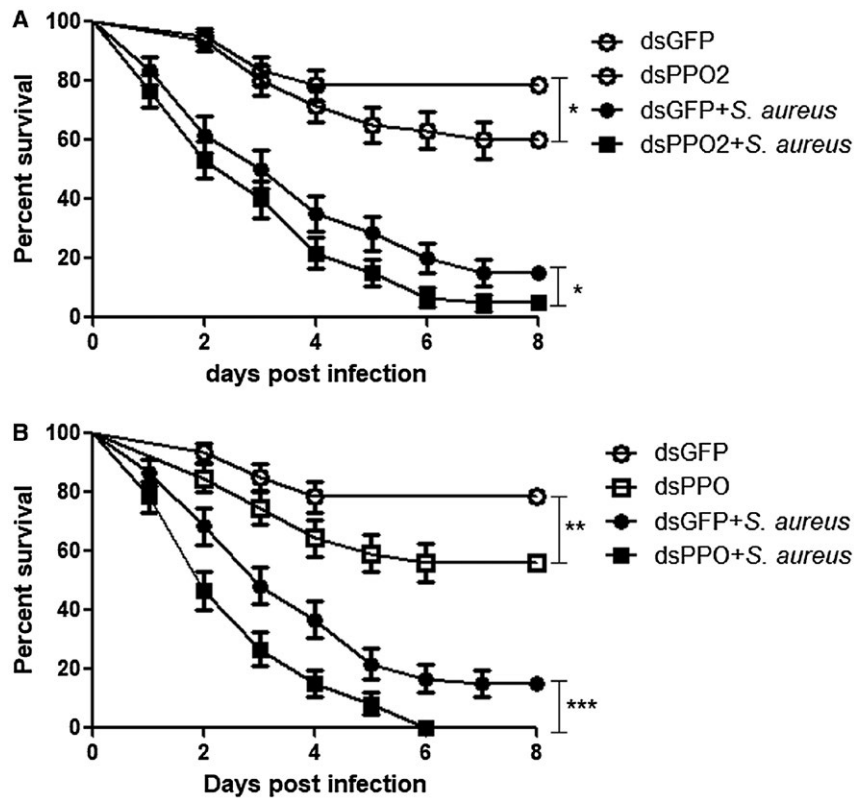 A
100
80
60
40
20
0
Percent survival
0 2 4 6 8
days post infection
dsGFP
dsPPO2
dsGFP+S. aureus
dsPPO2+S. aureus
*
*
B
100
80
60
40
20
0
Percent survival
0 2 4 6 8
Days post infection
dsGFP
dsPPO
dsGFP+S. aureus
dsPPO+S. aureus
**
***